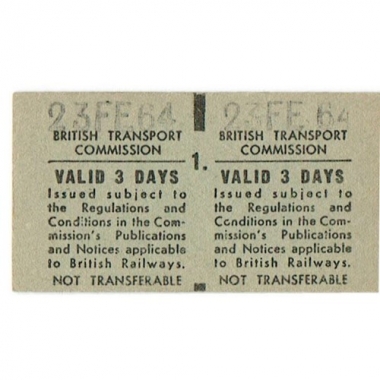 23FE64
BRITISH TRANSPORT
COMMISSION
VALID 3 DAYS
Issued subject to
the Regulations and
Conditions in the Com-
mission's Publications
and Notices applicable
to British Railways.
NOT TRANSFERABLE
1.
23FE 64
BRITISH TRANSPORT
COMMISSION
VALID 3 DAYS
Issued subject to
the Regulations and
Conditions in the Com-
mission's Publications
and Notices applicable
to British Railways.
NOT TRANSFERABLE